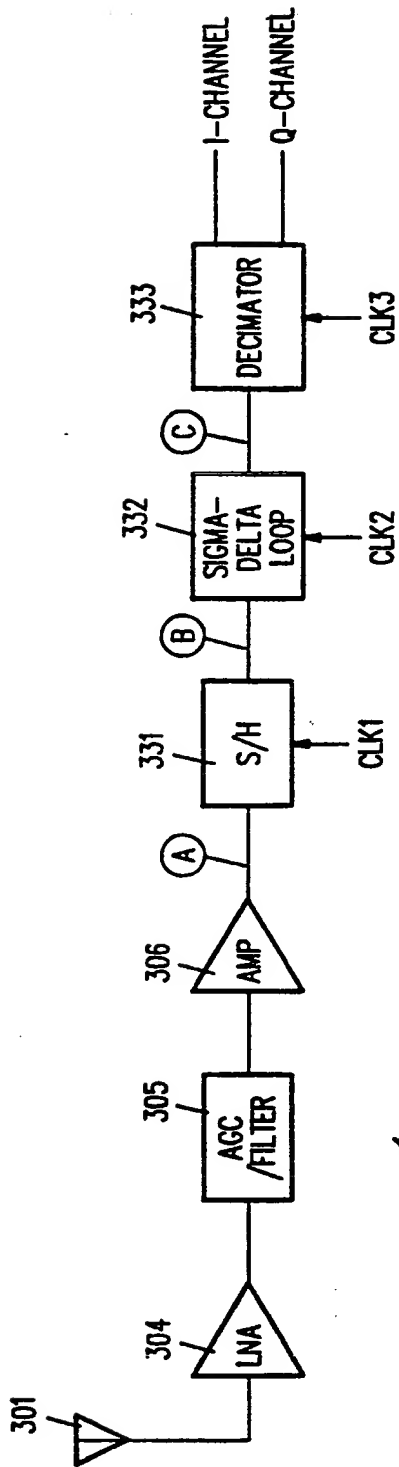 301
304
LNA
305
AGC
/FILTER
306
AMP
A
331
S/H
CLK1
B
332
SIGMA-
DELTA
LOOP
CLK2
C
333
DECIMATOR
CLK3
I-CHANNEL
Q-CHANNEL